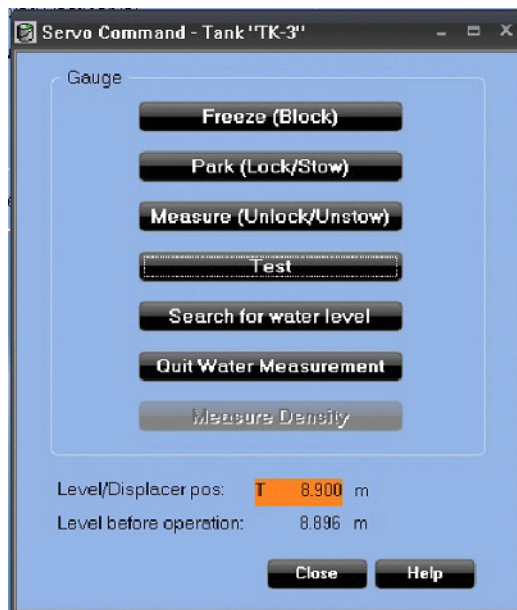 Servo Command - Tank "TK-3"
Gauge
Freeze (Block)
Park (Lock/Stow)
Measure (Unlock/Unstow)
Test
Search for water level
Quit Water Measurement
Measure Density
Level/Displacer pos: T 8.900 m
Level before operation: 8.896 m
Close Help